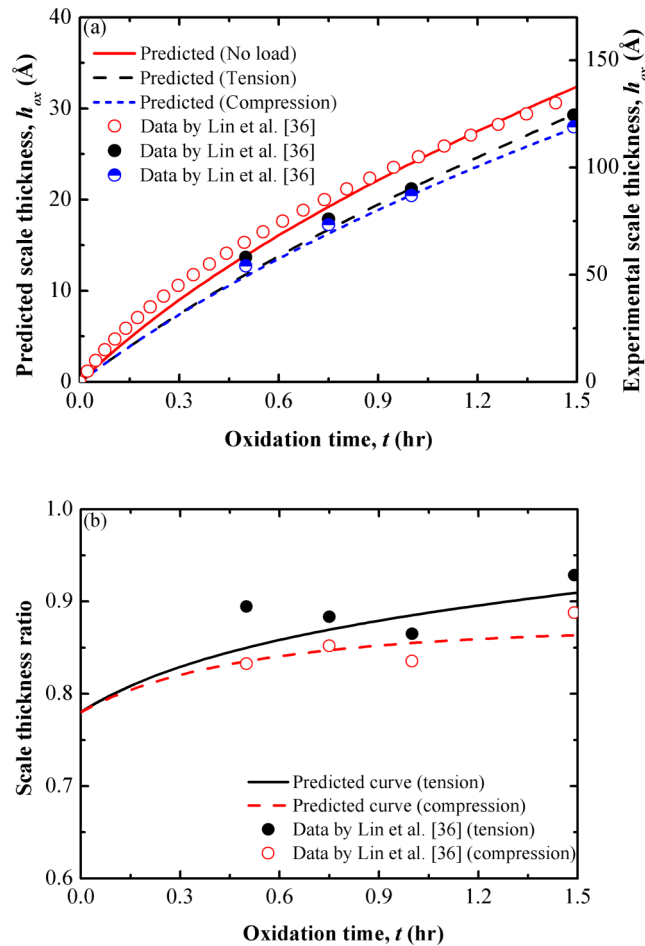 (a)
Predicted (No load)
Predicted (Tension)
Predicted (Compression)
Data by Lin et al. [36]
Data by Lin et al. [36]
Data by Lin et al. [36]
Predicted scale thickness, hox (Å)
40
30
20
10
0
Experimental scale thickness, hox (Å)
150
100
50
0
0.0 0.3 0.6 0.9 1.2 1.5
Oxidation time, t (hr)
(b)
Scale thickness ratio
1.0
0.9
0.8
0.7
0.6
Predicted curve (tension)
Predicted curve (compression)
Data by Lin et al. [36] (tension)
Data by Lin et al. [36] (compression)
0.0 0.3 0.6 0.9 1.2 1.5
Oxidation time, t (hr)